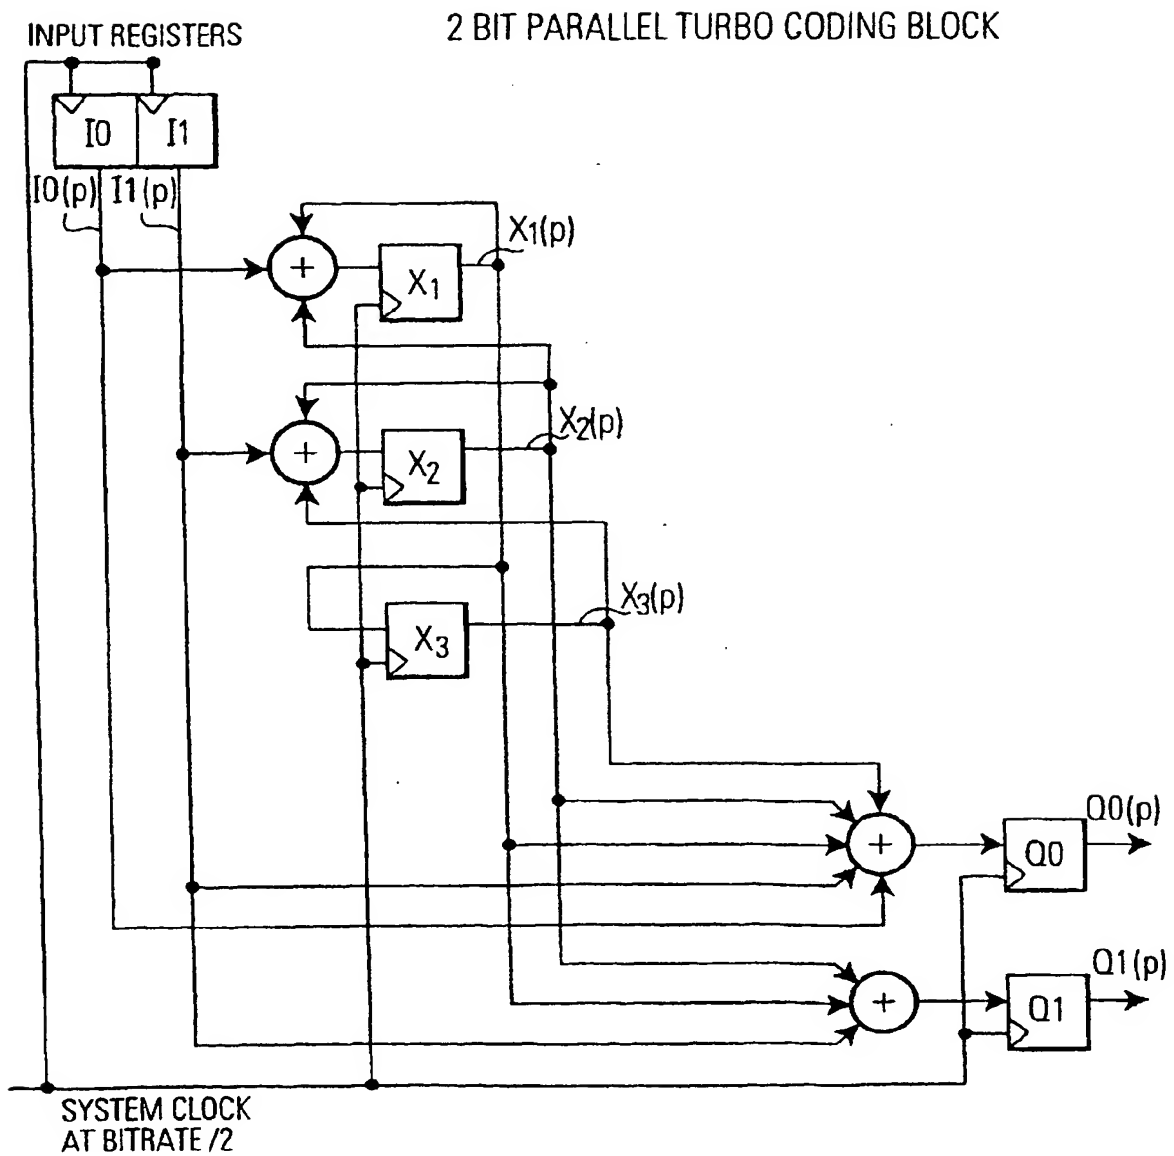 INPUT REGISTERS
2 BIT PARALLEL TURBO CODING BLOCK
I0 I1
I0(p) I1(p)
X1(p)
+
X1
X2(p)
+
X2
X3(p)
X3
Q0(p)
+
Q0
Q1(p)
+
Q1
SYSTEM CLOCK
AT BITRATE /2